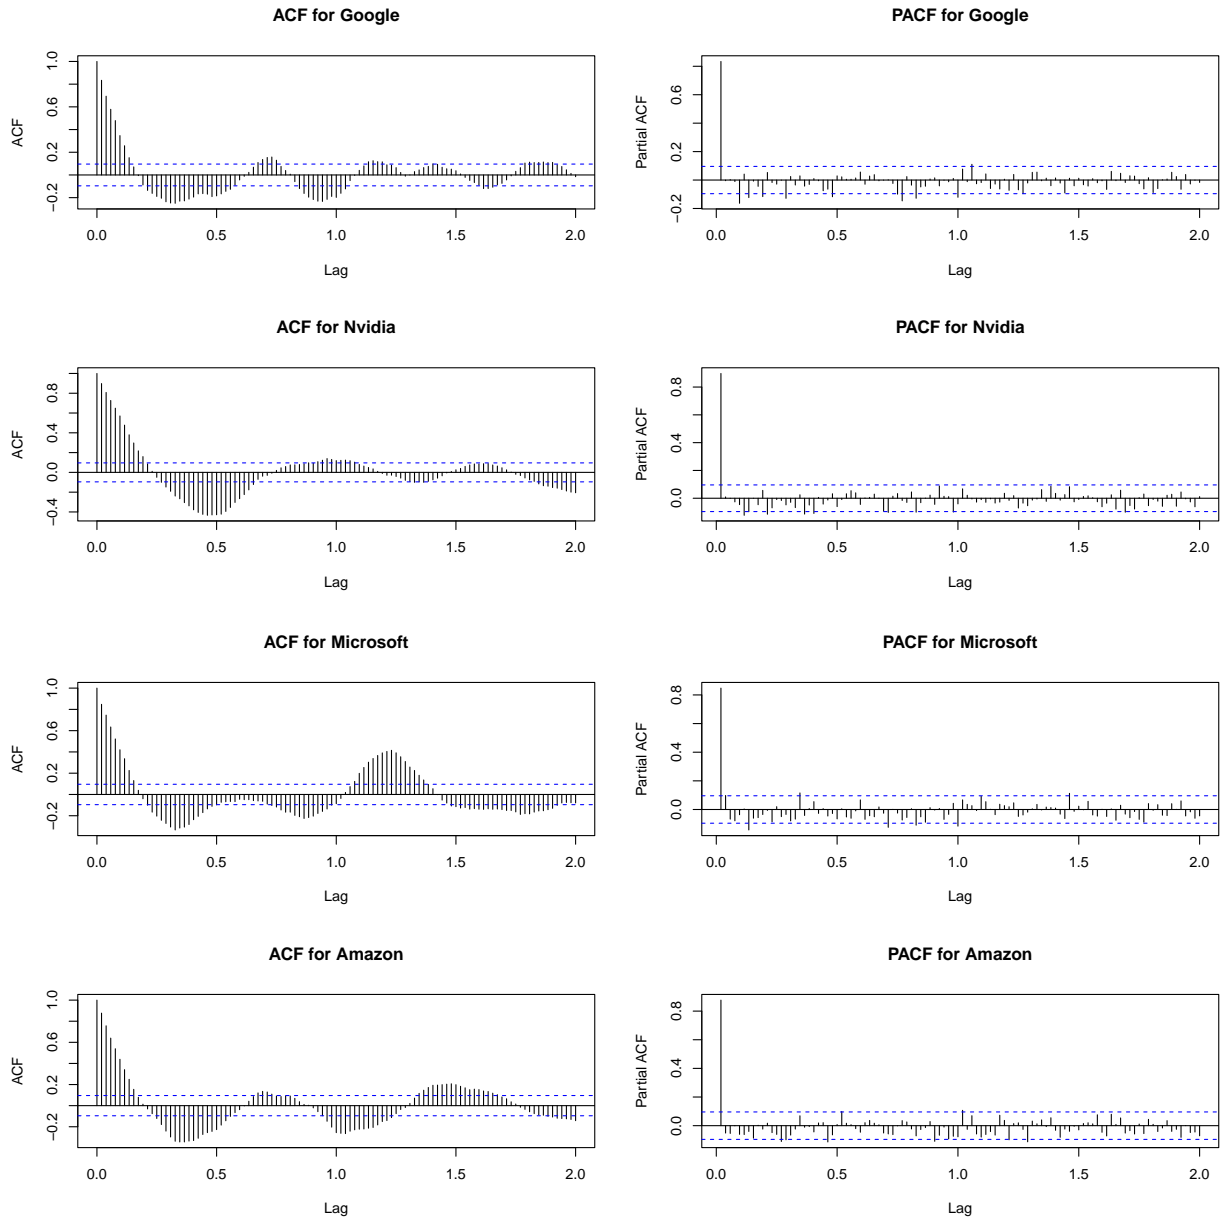 ACF for Google
ACF
1.0
0.6
0.2
−0.2
0.0 0.5 1.0 1.5 2.0
Lag
PACF for Google
Partial ACF
0.6
0.2
−0.2
0.0 0.5 1.0 1.5 2.0
Lag
ACF for Nvidia
ACF
0.8
0.4
0.0
−0.4
0.0 0.5 1.0 1.5 2.0
Lag
PACF for Nvidia
Partial ACF
0.8
0.4
0.0
0.0 0.5 1.0 1.5 2.0
Lag
ACF for Microsoft
ACF
1.0
0.6
0.2
−0.2
0.0 0.5 1.0 1.5 2.0
Lag
PACF for Microsoft
Partial ACF
0.8
0.4
0.0
0.0 0.5 1.0 1.5 2.0
Lag
ACF for Amazon
ACF
1.0
0.6
0.2
−0.2
0.0 0.5 1.0 1.5 2.0
Lag
PACF for Amazon
Partial ACF
0.8
0.4
0.0
0.0 0.5 1.0 1.5 2.0
Lag